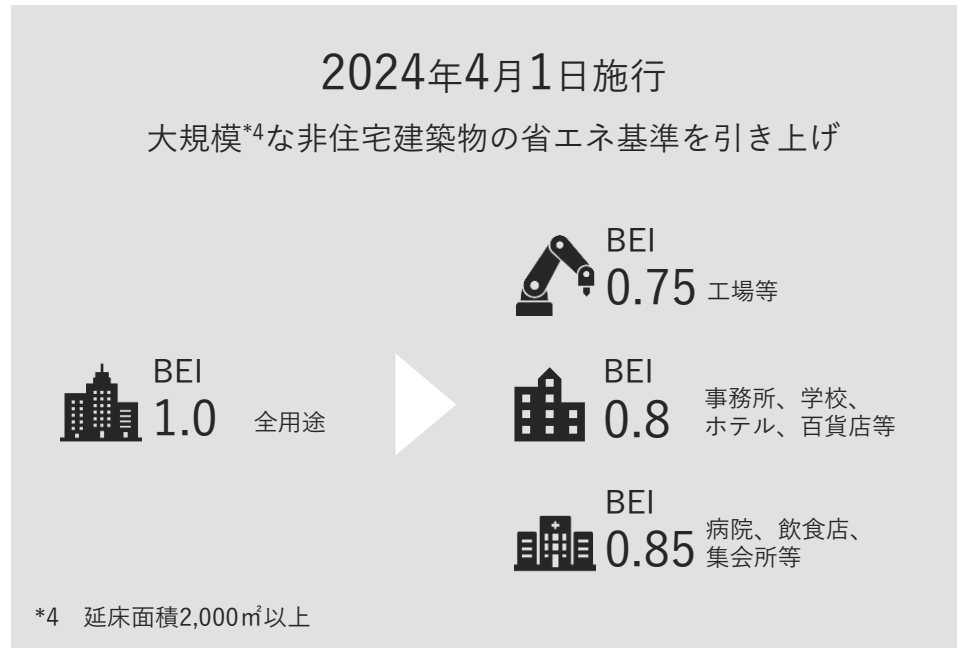 2024年4月1日施行
大規模*4な非住宅建築物の省エネ基準を引き上げ
BEI
1.0 全用途
BEI
0.75 工場等
BEI
0.8 事務所、学校、
ホテル、百貨店等
BEI
0.85 病院、飲食店、
集会所等
*4 延床面積2,000㎡以上